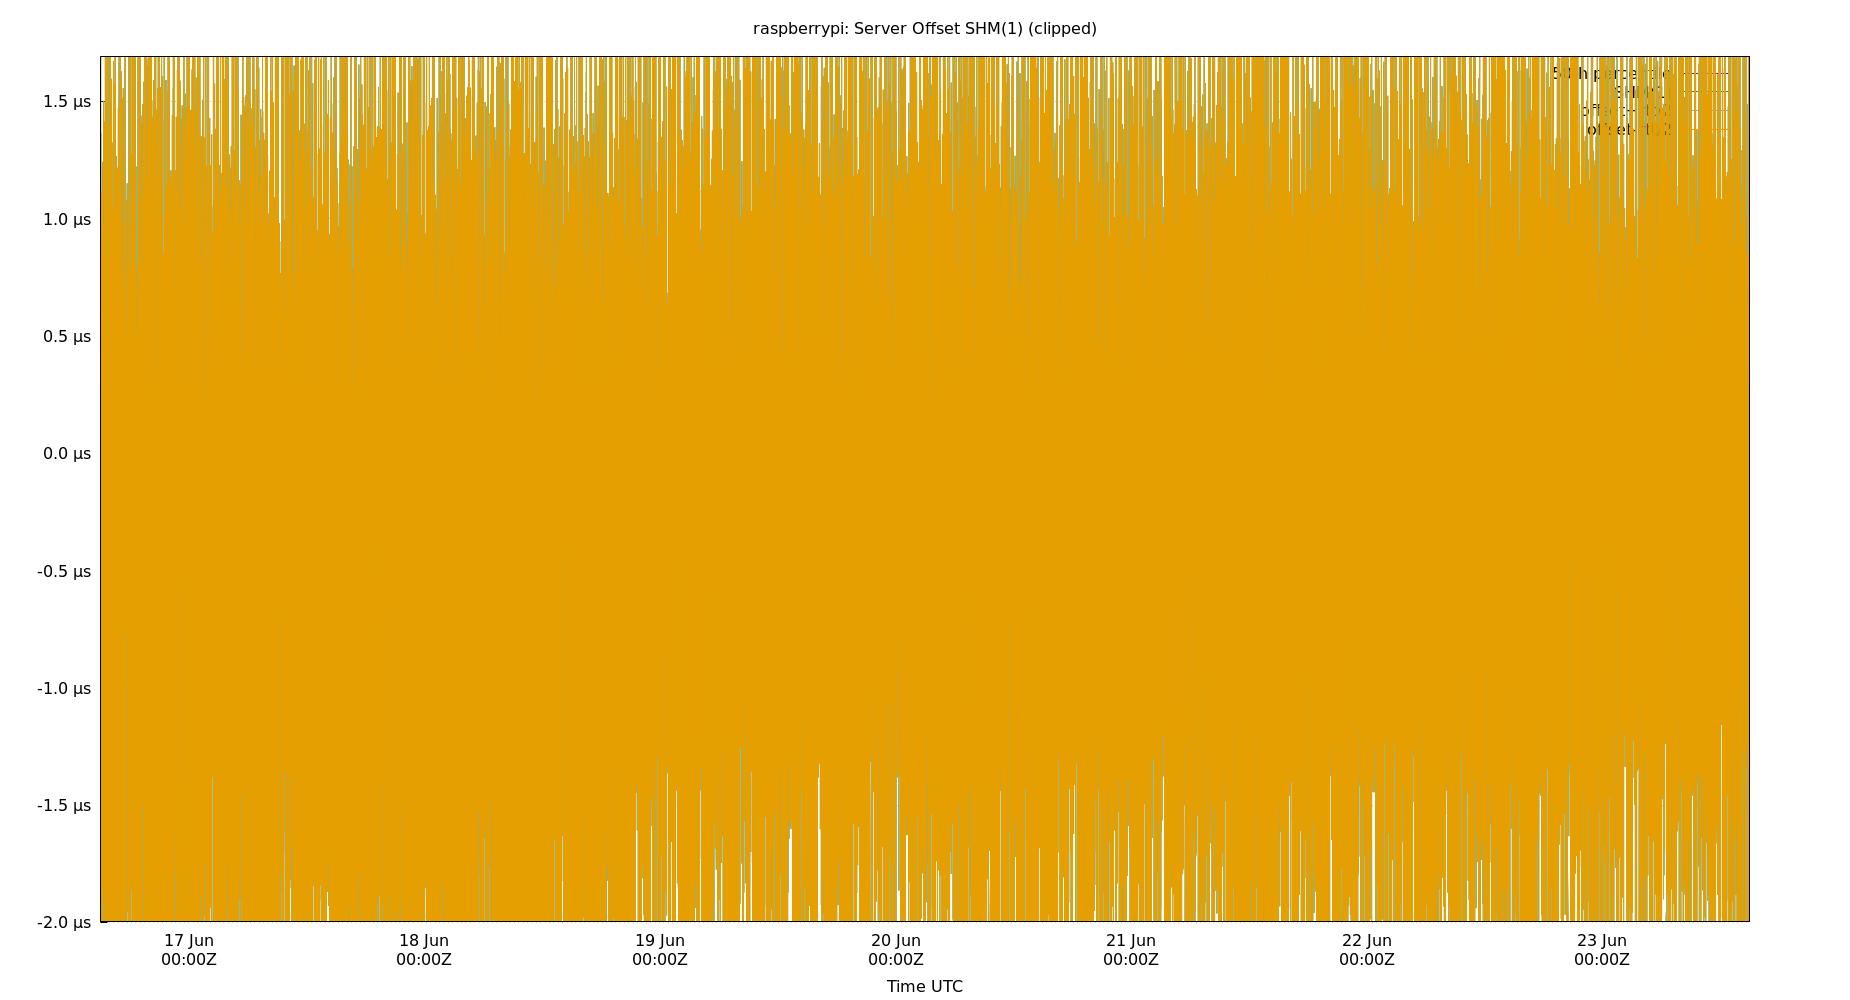 raspberrypi: Server Offset SHM(1) (clipped)
1.5 µs
1.0 µs
0.5 µs
0.0 µs
-0.5 µs
-1.0 µs
-1.5 µs
-2.0 µs
17 Jun
00:00Z
18 Jun
00:00Z
19 Jun
00:00Z
20 Jun
00:00Z
21 Jun
00:00Z
22 Jun
00:00Z
23 Jun
00:00Z
Time UTC